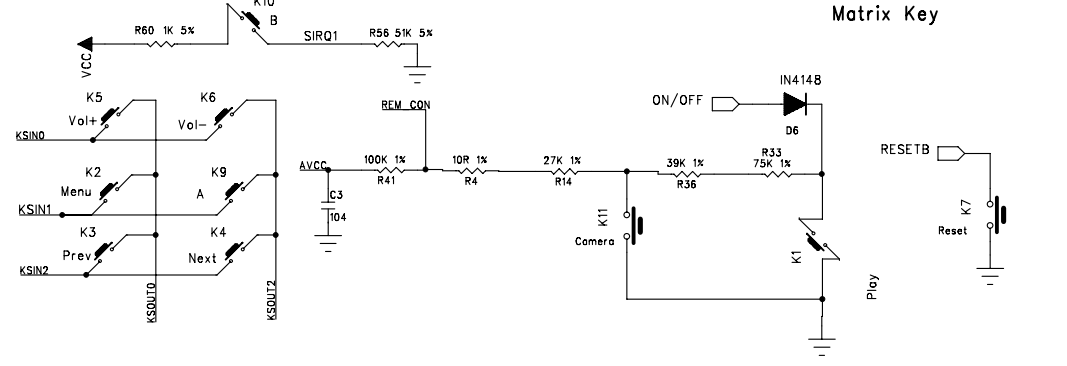 K10
B
Matrix Key
R60 1K 5%
SIRQ1
R56 51K 5%
VCC
K5
K6
Vol+
Vol-
KSIN0
K2
K9
Menu
A
KSIN1
K3
K4
Prev
Next
KSIN2
KSOUT0
KSOUT2
REM_CON
AVCC
100K 1%
R41
10R 1%
R4
27K 1%
R14
39K 1%
R36
R33
75K 1%
C3
104
IN4148
ON/OFF
D6
K11
Camera
K1
Play
RESETB
K7
Reset